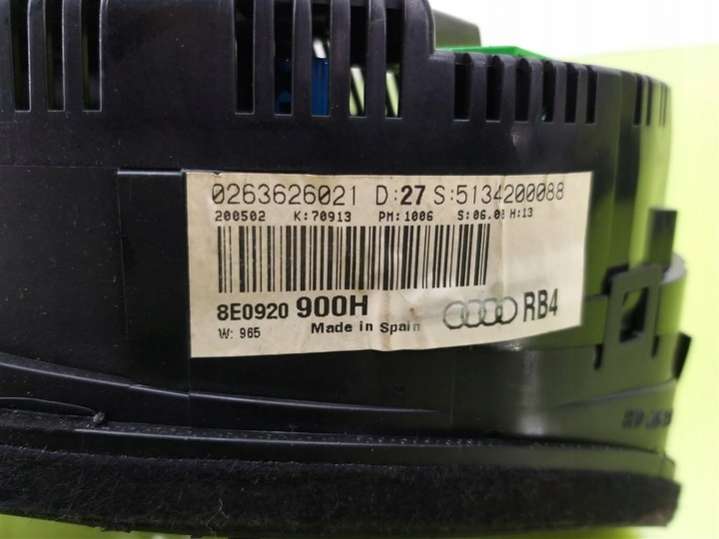 0263626021 D:27 S:5134200088
200502 K:70913 PM:1006 S:06.0 H:13
8E0920 900H RB4
W: 965 Made in Spain